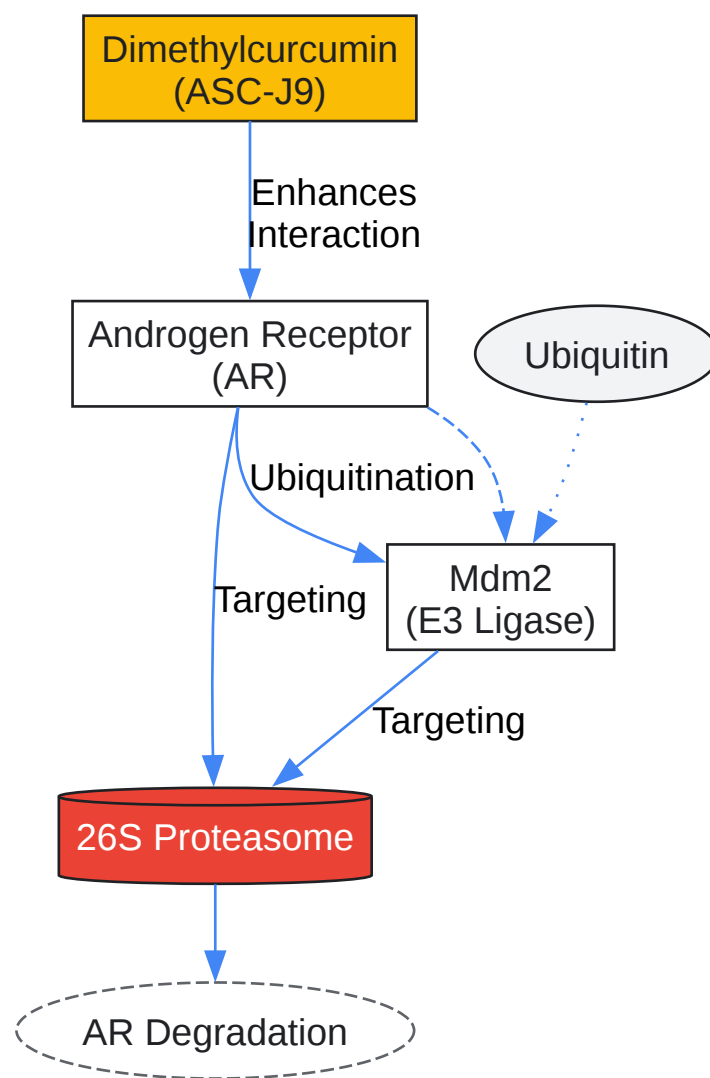 Dimethylcurcumin
(ASC-J9)
Enhances
Interaction
Androgen Receptor
(AR)
Ubiquitin
Ubiquitination
Mdm2
(E3 Ligase)
Targeting
Targeting
26S Proteasome
AR Degradation